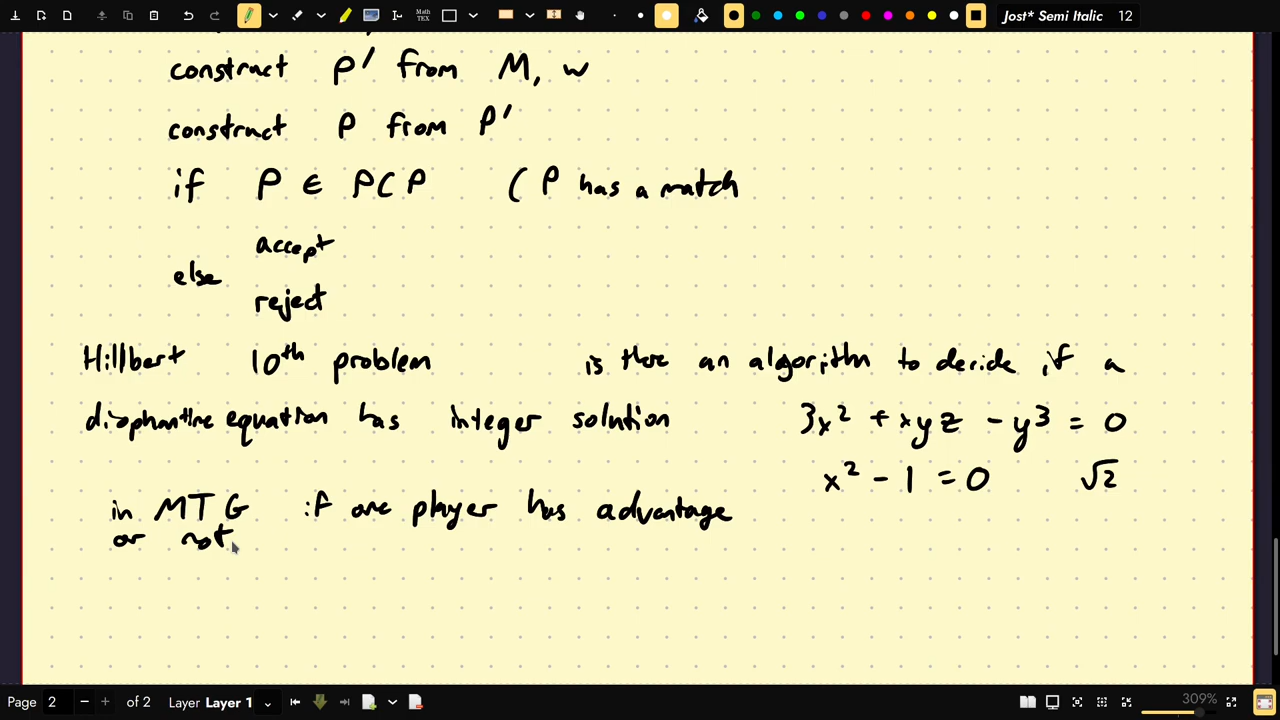 Jost* Semi Italic 12
construct P' from M, w
construct P from P'
if P ∈ PCP ( P has a match
accept
else
reject
Hillbert 10th problem is there an algorithm to decide if a
diophantine equation has integer solution 3x² + xyz - y³ = 0
x² - 1 = 0 √2
in MTG if one player has advantage
or not
Page 2 of 2 Layer Layer 1 309%